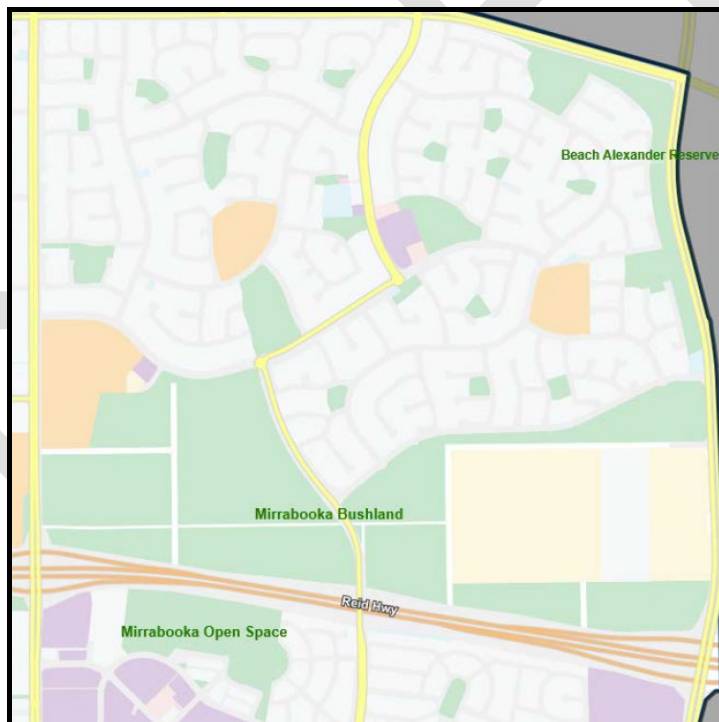 Beach Alexander Reserve
Mirrabooka Bushland
Reid Hwy
Mirrabooka Open Space